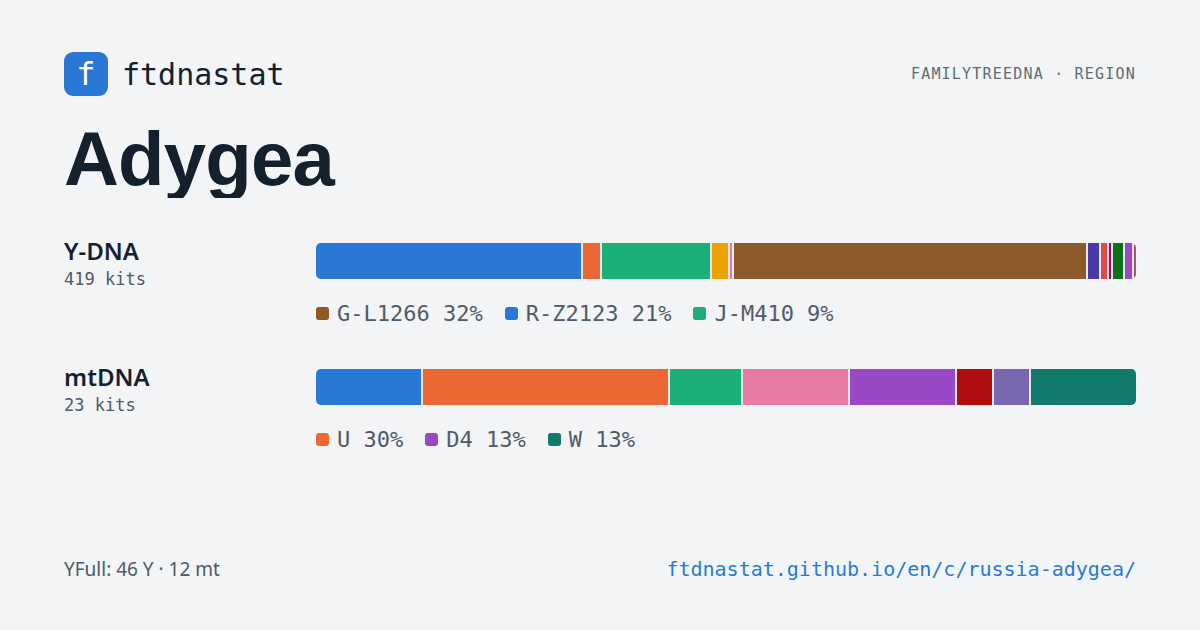 f ftdnastat
FAMILYTREEDNA · REGION
Adygea
Y-DNA
419 kits
G-L1266 32% R-Z2123 21% J-M410 9%
mtDNA
23 kits
U 30% D4 13% W 13%
YFull: 46 Y · 12 mt
ftdnastat.github.io/en/c/russia-adygea/